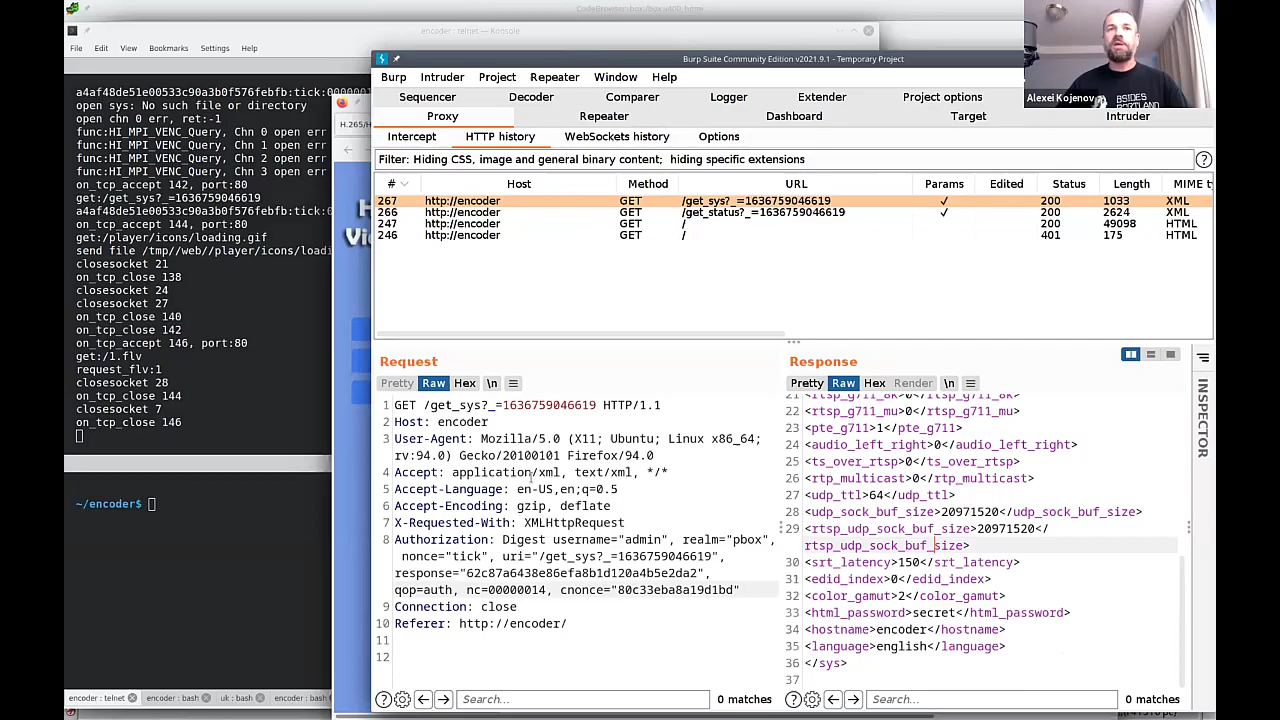 CodeBrowser: box:/box.v400_home
encoder : telnet — Konsole
File Edit View Bookmarks Settings Help
a4af48de51e00533c90a3b0f576febfb:tick:0000001
open sys: No such file or directory
open chn 0 err, ret:-1
func:HI_MPI_VENC_Query, Chn 0 open err
func:HI_MPI_VENC_Query, Chn 1 open err
func:HI_MPI_VENC_Query, Chn 2 open err
func:HI_MPI_VENC_Query, Chn 3 open err
on_tcp_accept 142, port:80
get:/get_sys?_=1636759046619
a4af48de51e00533c90a3b0f576febfb:tick:0000001
on_tcp_accept 144, port:80
get:/player/icons/loading.gif
send file /tmp//web//player/icons/loadi
closesocket 21
on_tcp_close 138
closesocket 24
closesocket 27
on_tcp_close 140
on_tcp_close 142
on_tcp_accept 146, port:80
get:/1.flv
request_flv:1
closesocket 28
on_tcp_close 144
closesocket 7
on_tcp_close 146
~/encoder$
encoder : telnet encoder : bash uk : bash encoder : bash
H.265/H
H
Vi
Burp Suite Community Edition v2021.9.1 - Temporary Project
Burp Intruder Project Repeater Window Help
Sequencer Decoder Comparer Logger Extender Project options
Proxy Repeater Dashboard Target Intruder
Intercept HTTP history WebSockets history Options
Filter: Hiding CSS, image and general binary content; hiding specific extensions
# Host Method URL Params Edited Status Length MIME ty
267 http://encoder GET /get_sys?_=1636759046619 ✓ 200 1033 XML
266 http://encoder GET /get_status?_=1636759046619 ✓ 200 2624 XML
247 http://encoder GET / 200 49098 HTML
246 http://encoder GET / 401 175 HTML
Request
Pretty Raw Hex \n
1 GET /get_sys?_=1636759046619 HTTP/1.1
2 Host: encoder
3 User-Agent: Mozilla/5.0 (X11; Ubuntu; Linux x86_64;
rv:94.0) Gecko/20100101 Firefox/94.0
4 Accept: application/xml, text/xml, */*
5 Accept-Language: en-US,en;q=0.5
6 Accept-Encoding: gzip, deflate
7 X-Requested-With: XMLHttpRequest
8 Authorization: Digest username="admin", realm="pbox",
nonce="tick", uri="/get_sys?_=1636759046619",
response="62c87a6438e86efa8b1d120a4b5e2da2",
qop=auth, nc=00000014, cnonce="80c33eba8a19d1bd"
9 Connection: close
10 Referer: http://encoder/
11
12
Search... 0 matches
Response
Pretty Raw Hex Render \n
21 <rtsp_g711_8k>0</rtsp_g711_8k>
22 <rtsp_g711_mu>0</rtsp_g711_mu>
23 <pte_g711>1</pte_g711>
24 <audio_left_right>0</audio_left_right>
25 <ts_over_rtsp>0</ts_over_rtsp>
26 <rtp_multicast>0</rtp_multicast>
27 <udp_ttl>64</udp_ttl>
28 <udp_sock_buf_size>20971520</udp_sock_buf_size>
29 <rtsp_udp_sock_buf_size>20971520</
rtsp_udp_sock_buf_size>
30 <srt_latency>150</srt_latency>
31 <edid_index>0</edid_index>
32 <color_gamut>2</color_gamut>
33 <html_password>secret</html_password>
34 <hostname>encoder</hostname>
35 <language>english</language>
36 </sys>
37
Search... 0 matches
INSPECTOR
Alexei Kojenov
BSIDES
PORTLAND